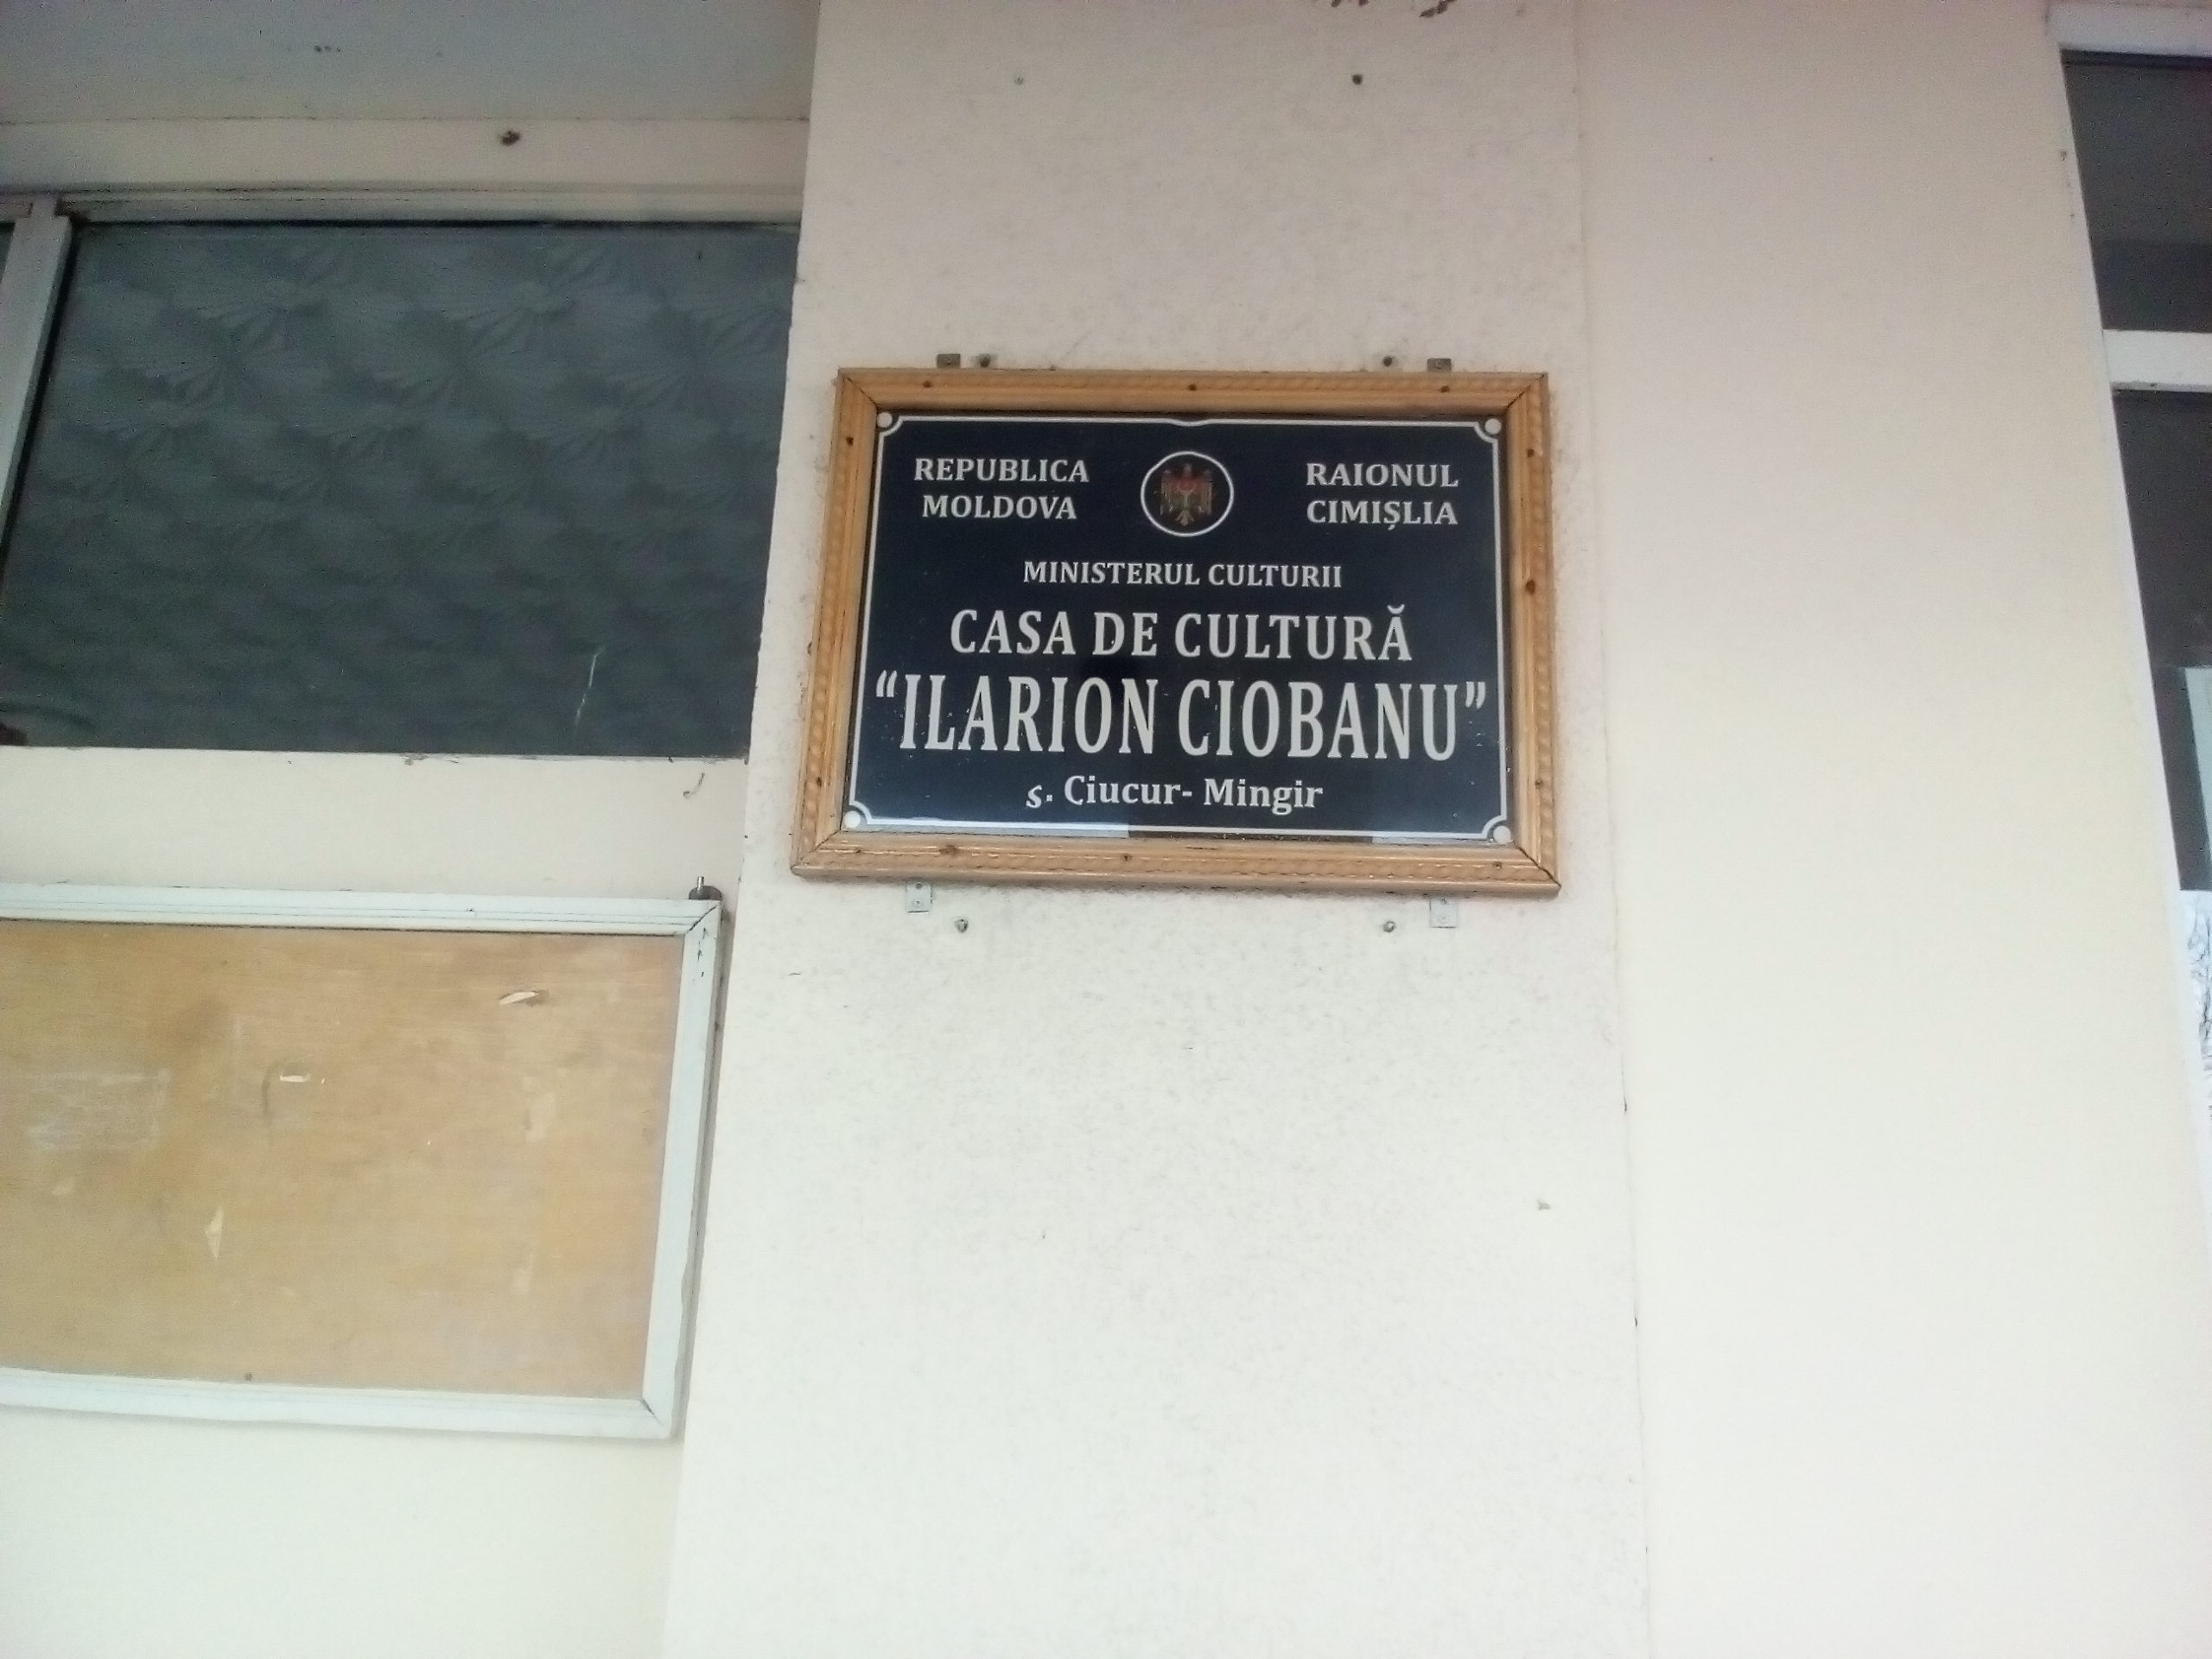 REPUBLICA
MOLDOVA
RAIONUL
CIMIȘLIA
MINISTERUL CULTURII
CASA DE CULTURĂ
“ILARION CIOBANU”
s. Ciucur- Mingir